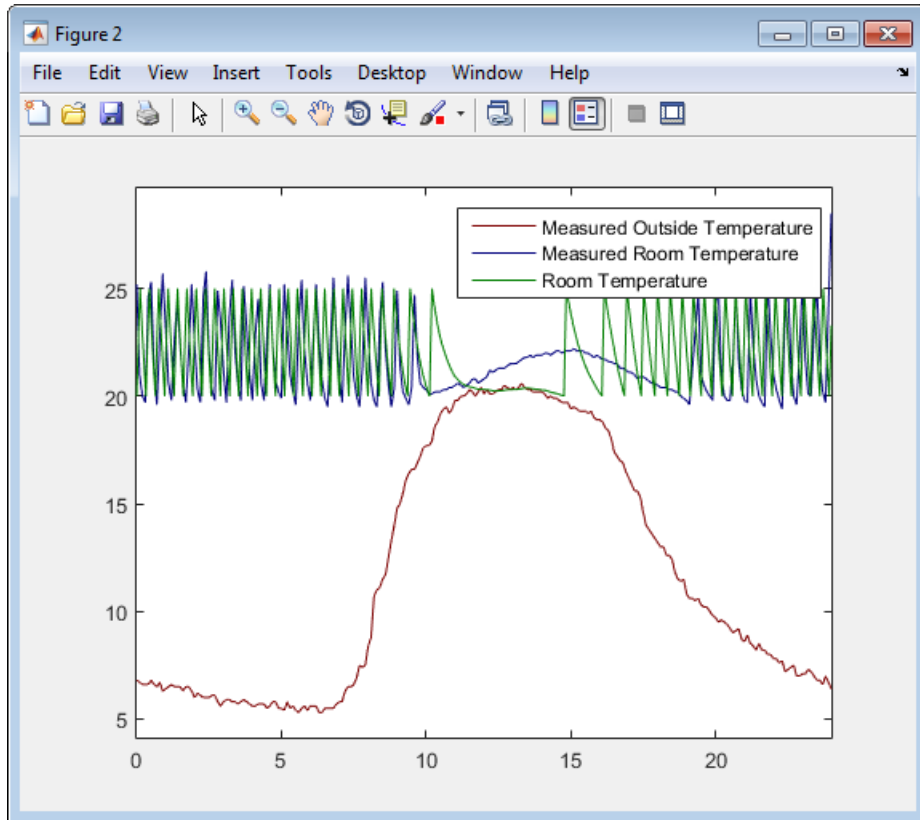 Figure 2
File Edit View Insert Tools Desktop Window Help
Measured Outside Temperature
Measured Room Temperature
Room Temperature
25
20
15
10
5
0 5 10 15 20